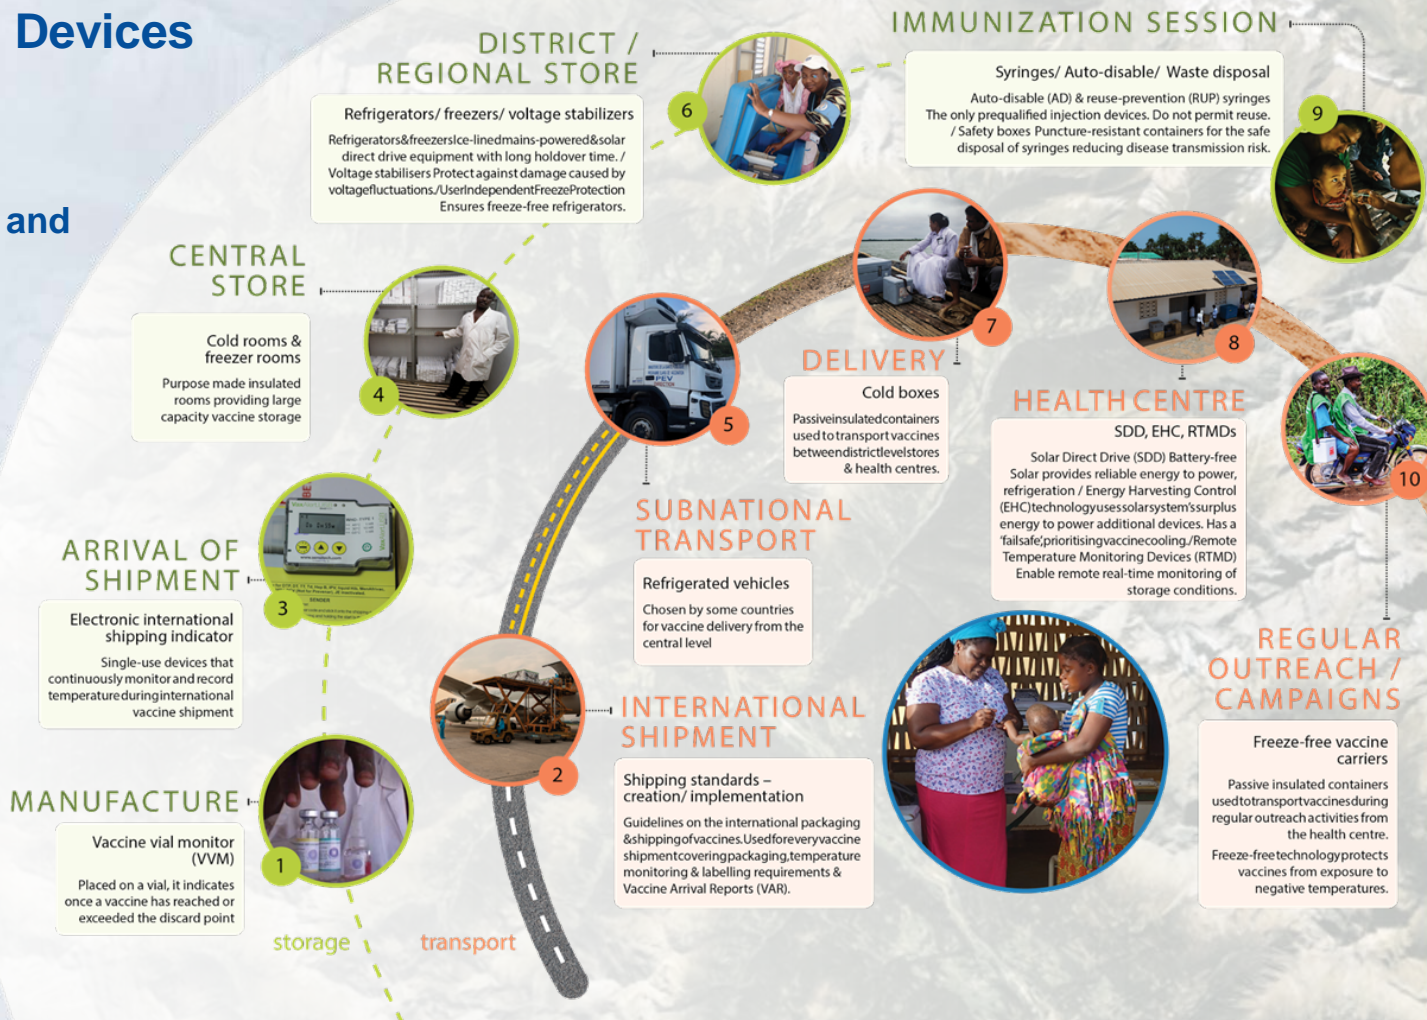 Devices
and
DISTRICT /
REGIONAL STORE
Refrigerators/ freezers/ voltage stabilizers
Refrigerators&freezersIce-linedmains-powered&solar
direct drive equipment with long holdover time. /
Voltage stabilisers Protect against damage caused by
voltagefluctuations./UserIndependentFreezeProtection
Ensures freeze-free refrigerators.
6
IMMUNIZATION SESSION
Syringes/ Auto-disable/ Waste disposal
Auto-disable (AD) & reuse-prevention (RUP) syringes
The only prequalified injection devices. Do not permit reuse.
/ Safety boxes Puncture-resistant containers for the safe
disposal of syringes reducing disease transmission risk.
9
CENTRAL
STORE
Cold rooms &
freezer rooms
Purpose made insulated
rooms providing large
capacity vaccine storage
4
5
PEV
7
DELIVERY
Cold boxes
Passiveinsulatedcontainers
used to transport vaccines
betweendistrictlevelstores
& health centres.
8
HEALTH CENTRE
SDD, EHC, RTMDs
Solar Direct Drive (SDD) Battery-free
Solar provides reliable energy to power,
refrigeration / Energy Harvesting Control
(EHC)technologyusessolarsystem'ssurplus
energy to power additional devices. Has a
'failsafe',prioritisingvaccinecooling./Remote
Temperature Monitoring Devices (RTMD)
Enable remote real-time monitoring of
storage conditions.
10
ARRIVAL OF
SHIPMENT
Electronic international
shipping indicator
Single-use devices that
continuously monitor and record
temperatureduringinternational
vaccine shipment
3
SUBNATIONAL
TRANSPORT
Refrigerated vehicles
Chosen by some countries
for vaccine delivery from the
central level
REGULAR
OUTREACH /
CAMPAIGNS
Freeze-free vaccine
carriers
Passive insulated containers
usedtotransportvaccinesduring
regular outreach activities from
the health centre.
Freeze-freetechnologyprotects
vaccines from exposure to
negative temperatures.
2
INTERNATIONAL
SHIPMENT
Shipping standards –
creation/ implementation
Guidelines on the international packaging
&shippingofvaccines.Usedforeveryvaccine
shipmentcoveringpackaging,temperature
monitoring & labelling requirements &
Vaccine Arrival Reports (VAR).
MANUFACTURE
Vaccine vial monitor
(VVM)
Placed on a vial, it indicates
once a vaccine has reached or
exceeded the discard point
1
storage
transport